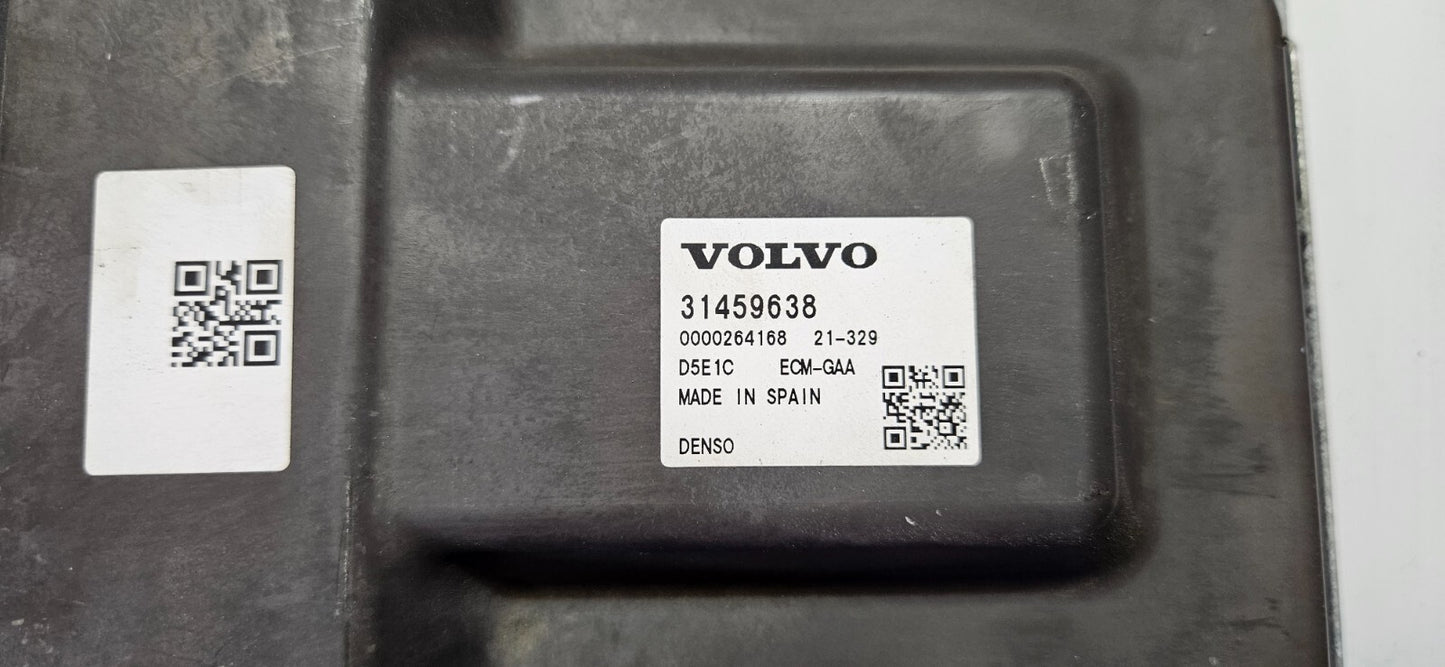 VOLVO
31459638
0000264168 21-329
D5E1C ECM-GAA
MADE IN SPAIN
DENSO